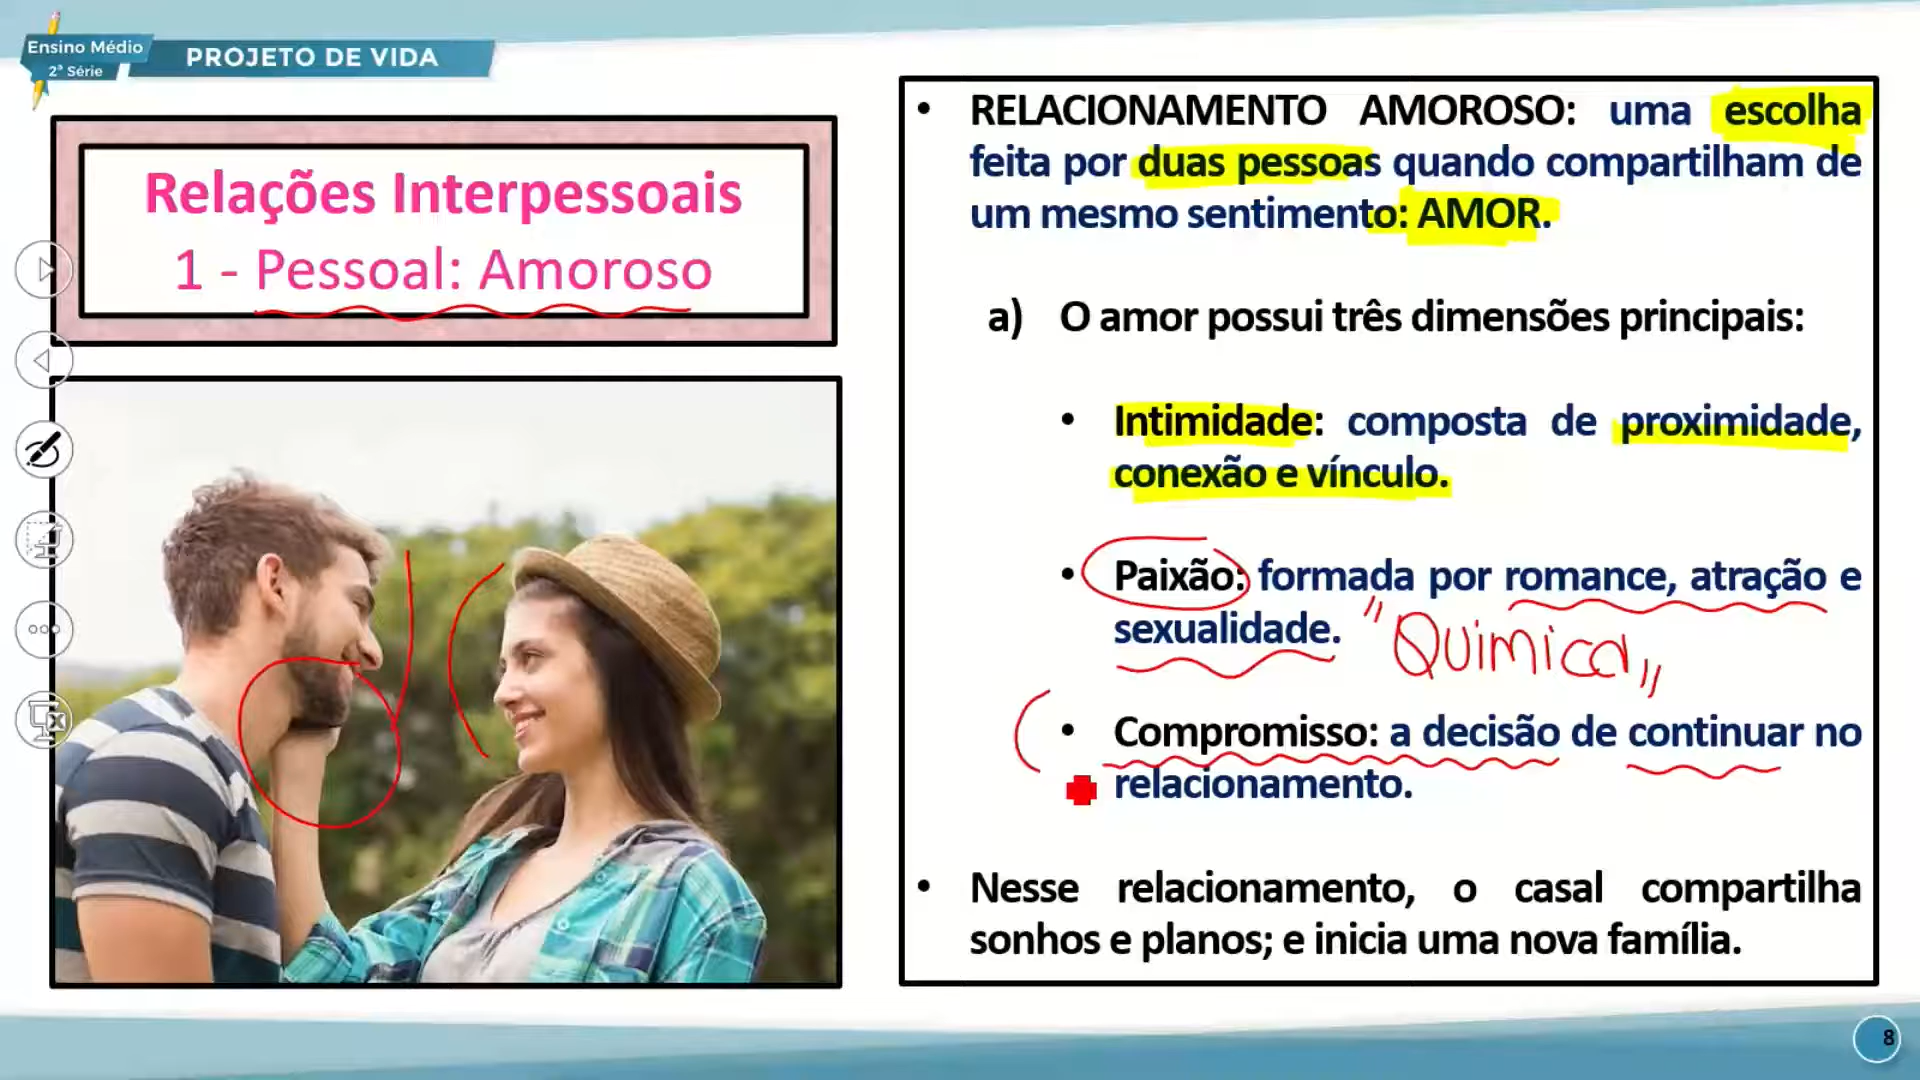 Ensino Médio
2ª Série
PROJETO DE VIDA
Relações Interpessoais
1 - Pessoal: Amoroso
• RELACIONAMENTO AMOROSO: uma escolha
feita por duas pessoas quando compartilham de
um mesmo sentimento: AMOR.
a) O amor possui três dimensões principais:
• Intimidade: composta de proximidade,
conexão e vínculo.
• Paixão: formada por romance, atração e
sexualidade. "QUimica"
• Compromisso: a decisão de continuar no
relacionamento.
• Nesse relacionamento, o casal compartilha
sonhos e planos; e inicia uma nova família.
8